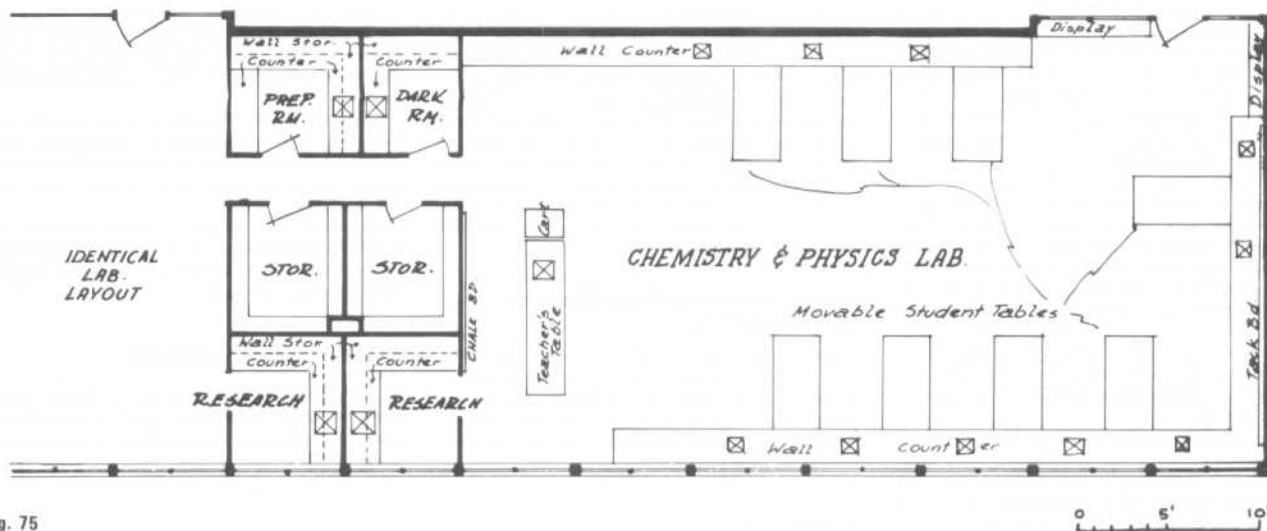 Display
Wall Stor.
Counter
Counter
Wall Counter
PREP.
RM.
DARK
RM.
Display
IDENTICAL
LAB.
LAYOUT
STOR.
STOR.
CHALK BD
Cart
Teacher's
Table
CHEMISTRY & PHYSICS LAB.
Movable Student Tables
Tack Bd
Wall Stor
Counter
Counter
RESEARCH
RESEARCH
Wall Counter
g. 75
0 5' 10